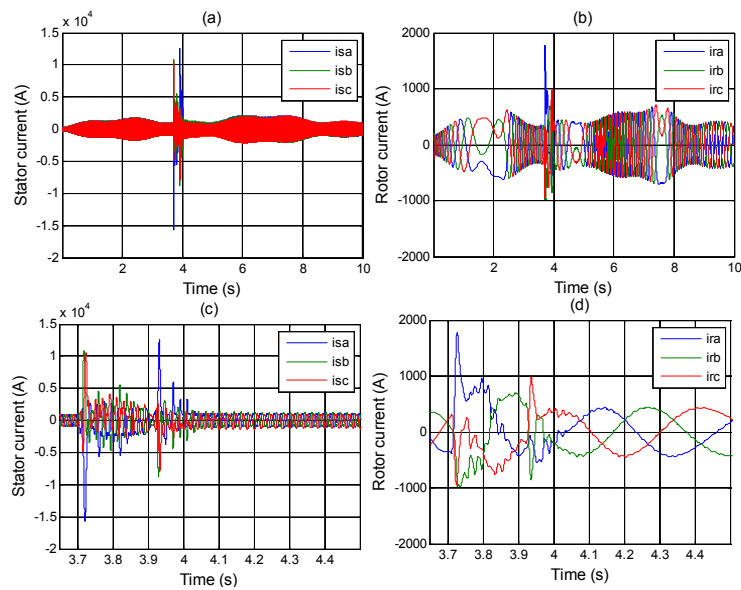 (a)
x 10⁴
1.5
1
0.5
0
-0.5
-1
-1.5
-2
2
4
6
8
10
Stator current (A)
Time (s)
isa
isb
isc
(b)
2000
1000
0
-1000
-2000
2
4
6
8
10
Rotor current (A)
Time (s)
ira
irb
irc
(c)
x 10⁴
1.5
1
0.5
0
-0.5
-1
-1.5
-2
3.7
3.8
3.9
4
4.1
4.2
4.3
4.4
Stator current (A)
Time (s)
isa
isb
isc
(d)
2000
1000
0
-1000
-2000
3.7
3.8
3.9
4
4.1
4.2
4.3
4.4
Rotor current (A)
Time (s)
ira
irb
irc